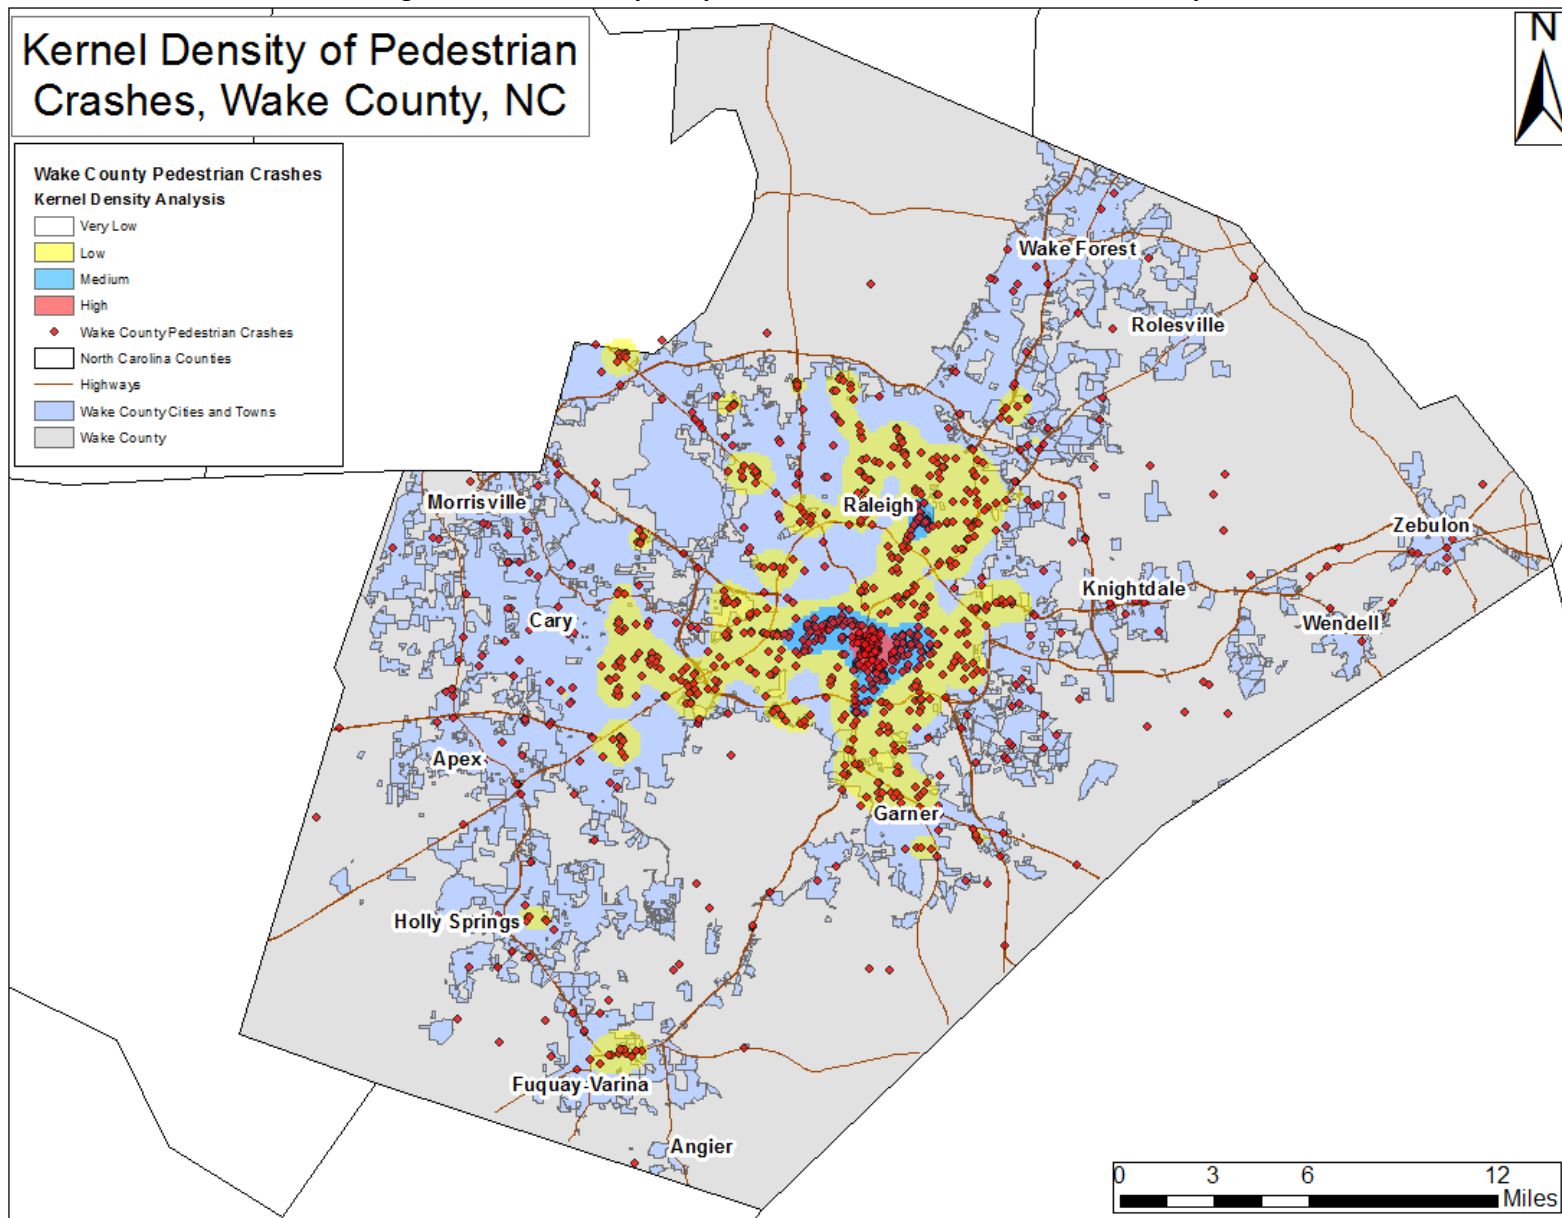 Kernel Density of Pedestrian
Crashes, Wake County, NC
N
Wake County Pedestrian Crashes
Kernel Density Analysis
Very Low
Low
Medium
High
Wake County Pedestrian Crashes
North Carolina Counties
Highways
Wake County Cities and Towns
Wake County
Wake Forest
Rolesville
Morrisville
Raleigh
Zebulon
Knightdale
Cary
Wendell
Apex
Garner
Holly Springs
Fuquay-Varina
Angier
0 3 6 12
Miles